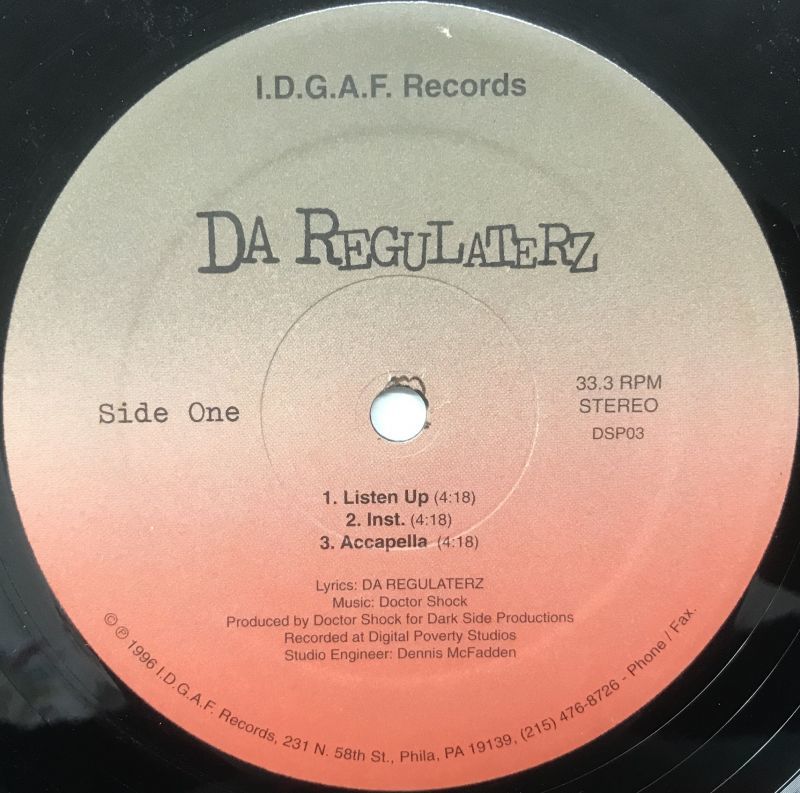 I.D.G.A.F. Records
DA REGULATERZ
Side One
33.3 RPM
STEREO
DSP03
1. Listen Up (4:18)
2. Inst. (4:18)
3. Accapella (4:18)
Lyrics: DA REGULATERZ
Music: Doctor Shock
Produced by Doctor Shock for Dark Side Productions
Recorded at Digital Poverty Studios
Studio Engineer: Dennis McFadden
© ℗ 1996 I.D.G.A.F. Records, 231 N. 58th St., Phila, PA 19139, (215) 476-8726 - Phone / Fax.